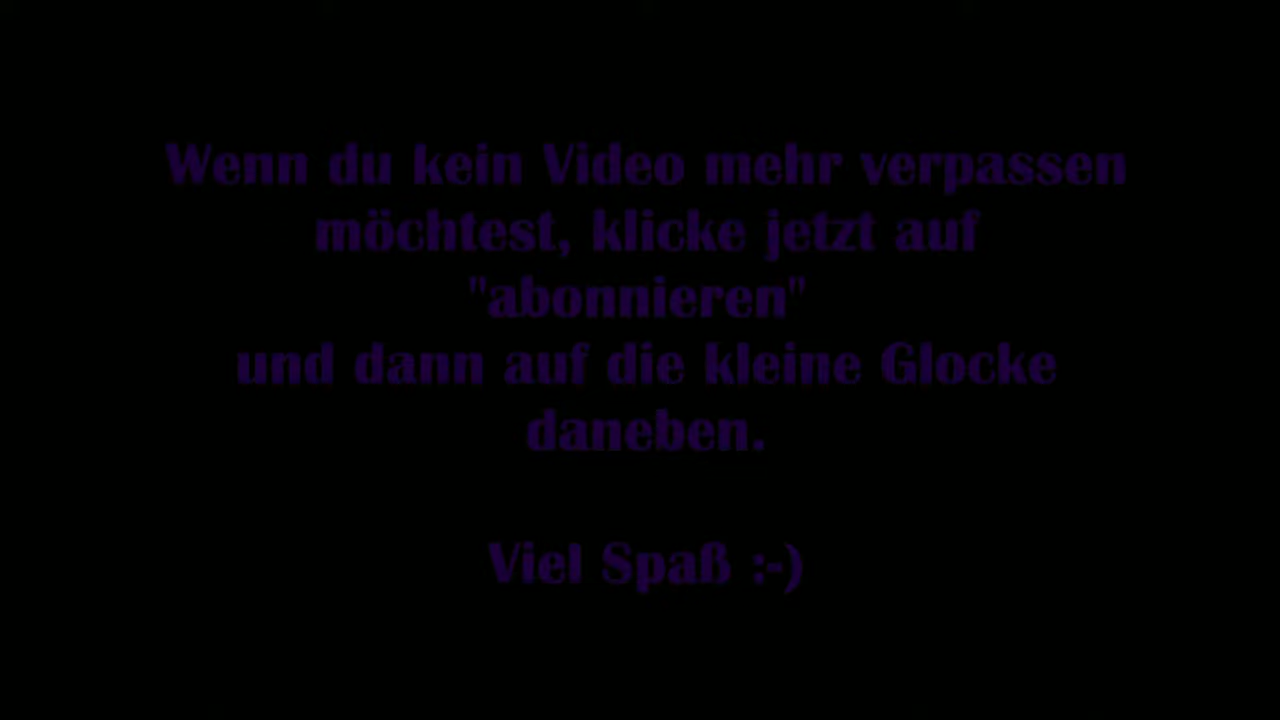 Wenn du kein Video mehr verpassen
möchtest, klicke jetzt auf
"abonnieren"
und dann auf die kleine Glocke
daneben.
Viel Spaß :-)